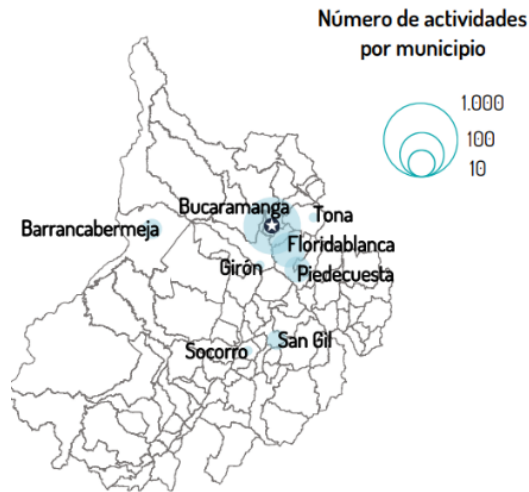 Número de actividades
por municipio
1.000
100
10
Bucaramanga
Tona
Barrancabermeja
Floridablanca
Girón
Piedecuesta
San Gil
Socorro